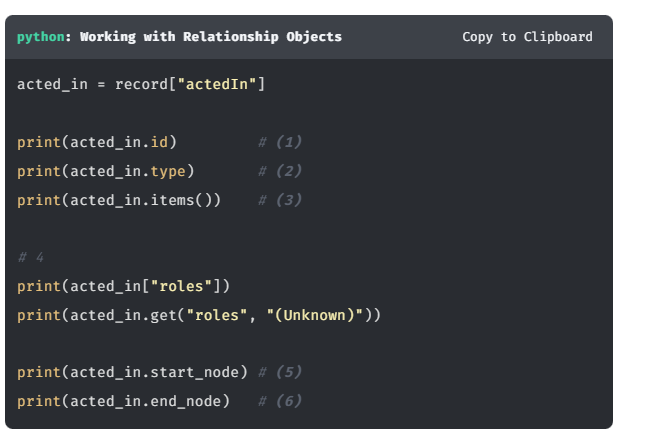 python: Working with Relationship Objects Copy to Clipboard
acted_in = record["actedIn"]
print(acted_in.id) # (1)
print(acted_in.type) # (2)
print(acted_in.items()) # (3)
# 4
print(acted_in["roles"])
print(acted_in.get("roles", "(Unknown)"))
print(acted_in.start_node) # (5)
print(acted_in.end_node) # (6)